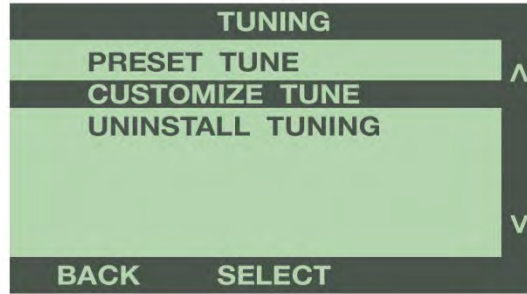 TUNING
PRESET TUNE
CUSTOMIZE TUNE
UNINSTALL TUNING
BACK SELECT